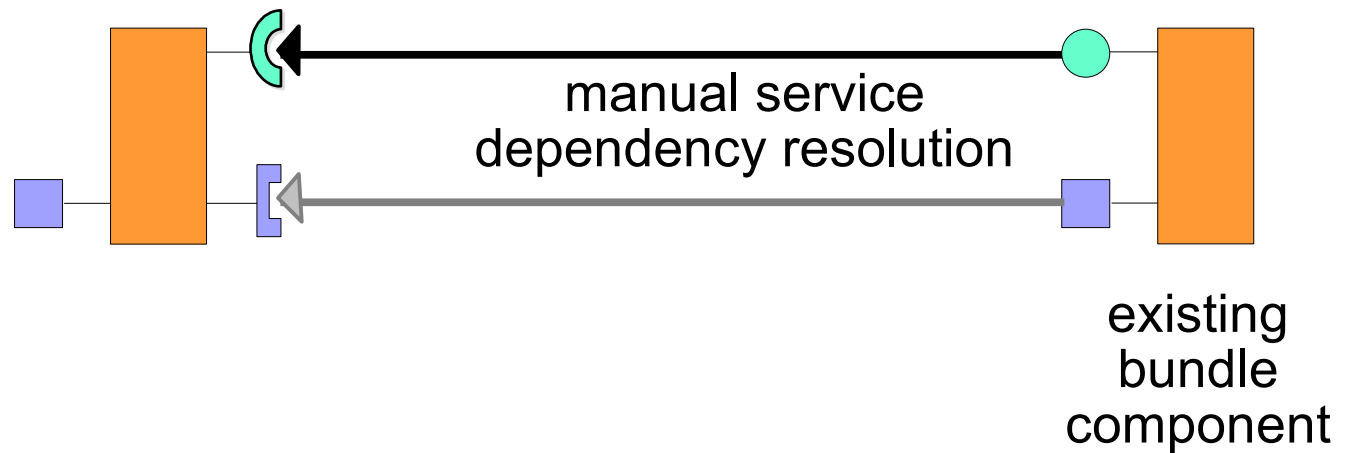 manual service
dependency resolution
existing
bundle
component